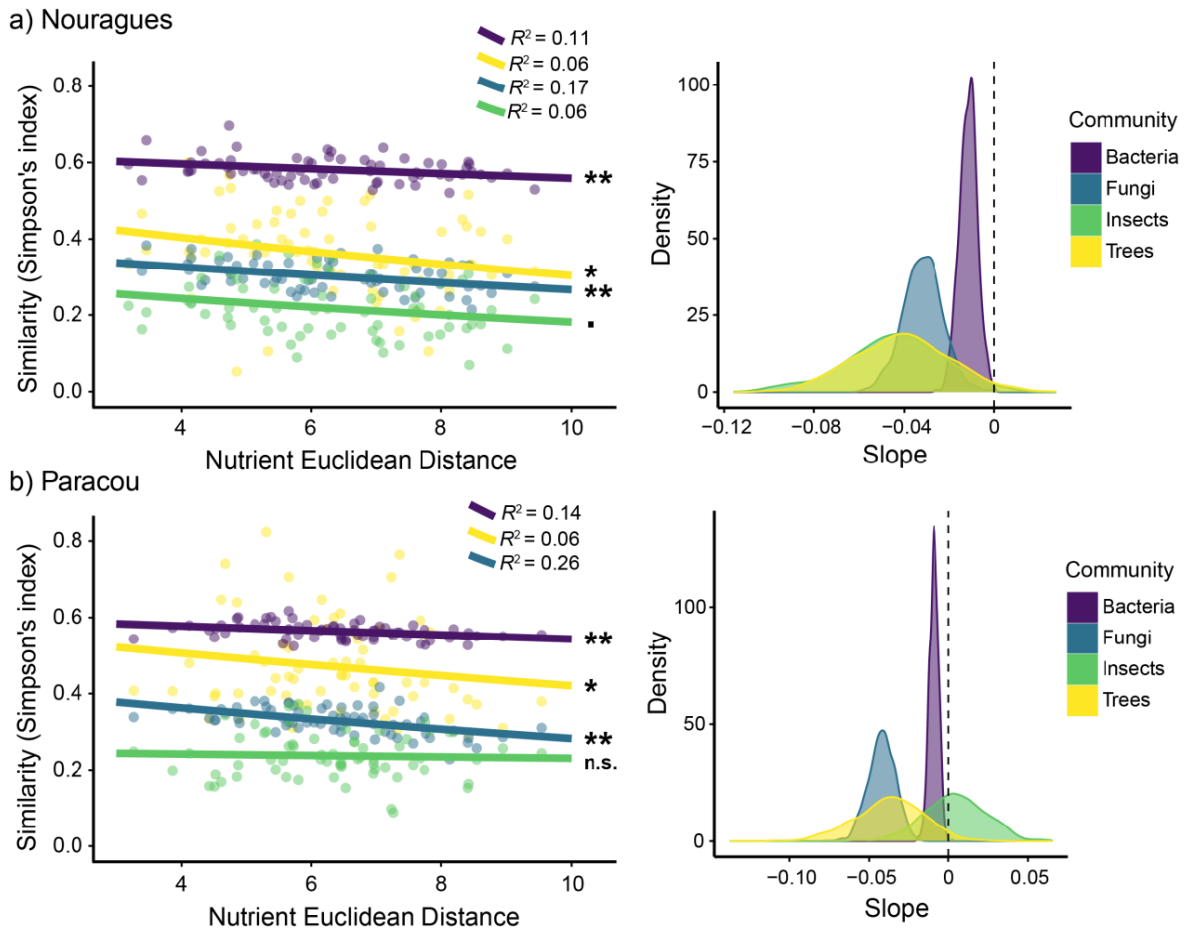 a) Nouragues
R² = 0.11
R² = 0.06
R² = 0.17
R² = 0.06
Similarity (Simpson's index)
0.8
0.6
0.4
0.2
0.0
**
*
**
.
4 6 8 10
Nutrient Euclidean Distance
Density
100
75
50
25
0
−0.12 −0.08 −0.04 0
Slope
Community
Bacteria
Fungi
Insects
Trees
b) Paracou
R² = 0.14
R² = 0.06
R² = 0.26
Similarity (Simpson's index)
0.8
0.6
0.4
0.2
0.0
**
*
**
n.s.
4 6 8 10
Nutrient Euclidean Distance
Density
100
50
0
−0.10 −0.05 0 0.05
Slope
Community
Bacteria
Fungi
Insects
Trees